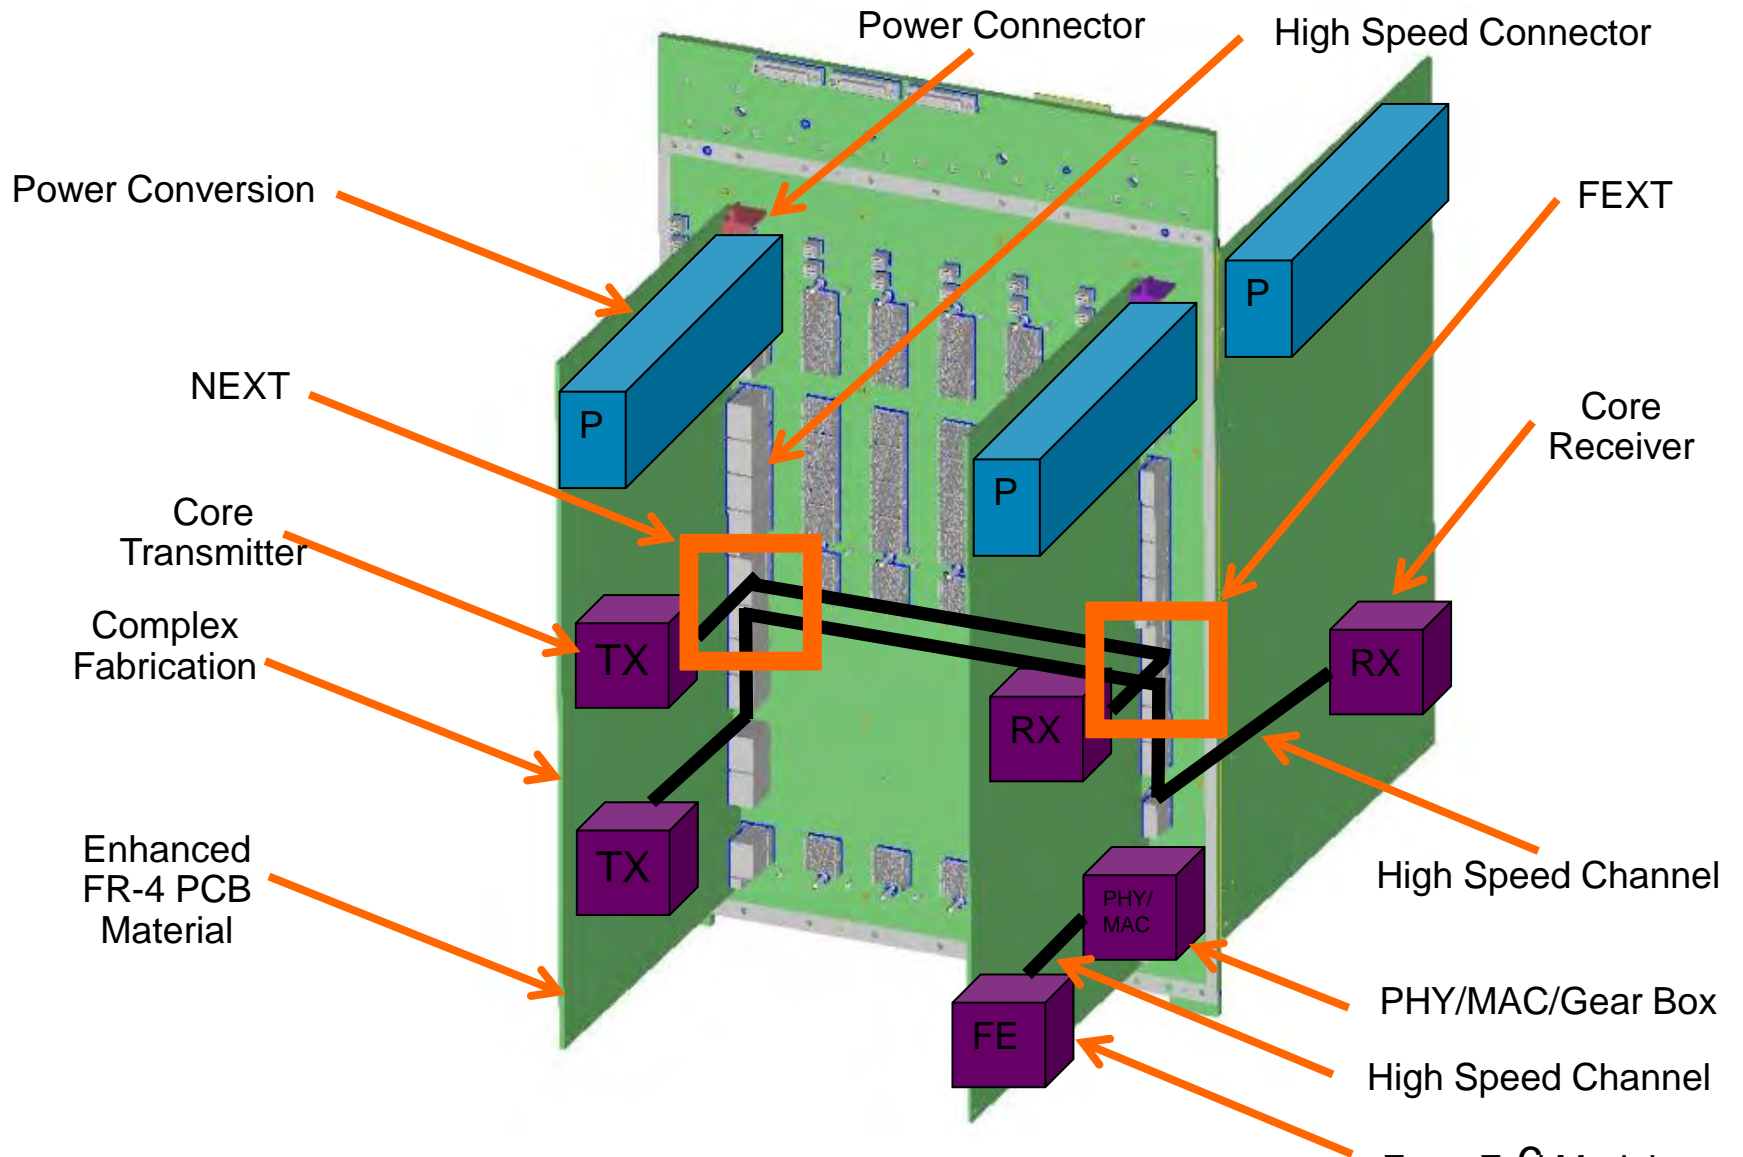 Power Connector
High Speed Connector
Power Conversion
FEXT
P
P
NEXT
P
Core
Receiver
Core
Transmitter
Complex
Fabrication
TX
RX
RX
Enhanced
FR-4 PCB
Material
TX
PHY/
MAC
High Speed Channel
FE
PHY/MAC/Gear Box
High Speed Channel